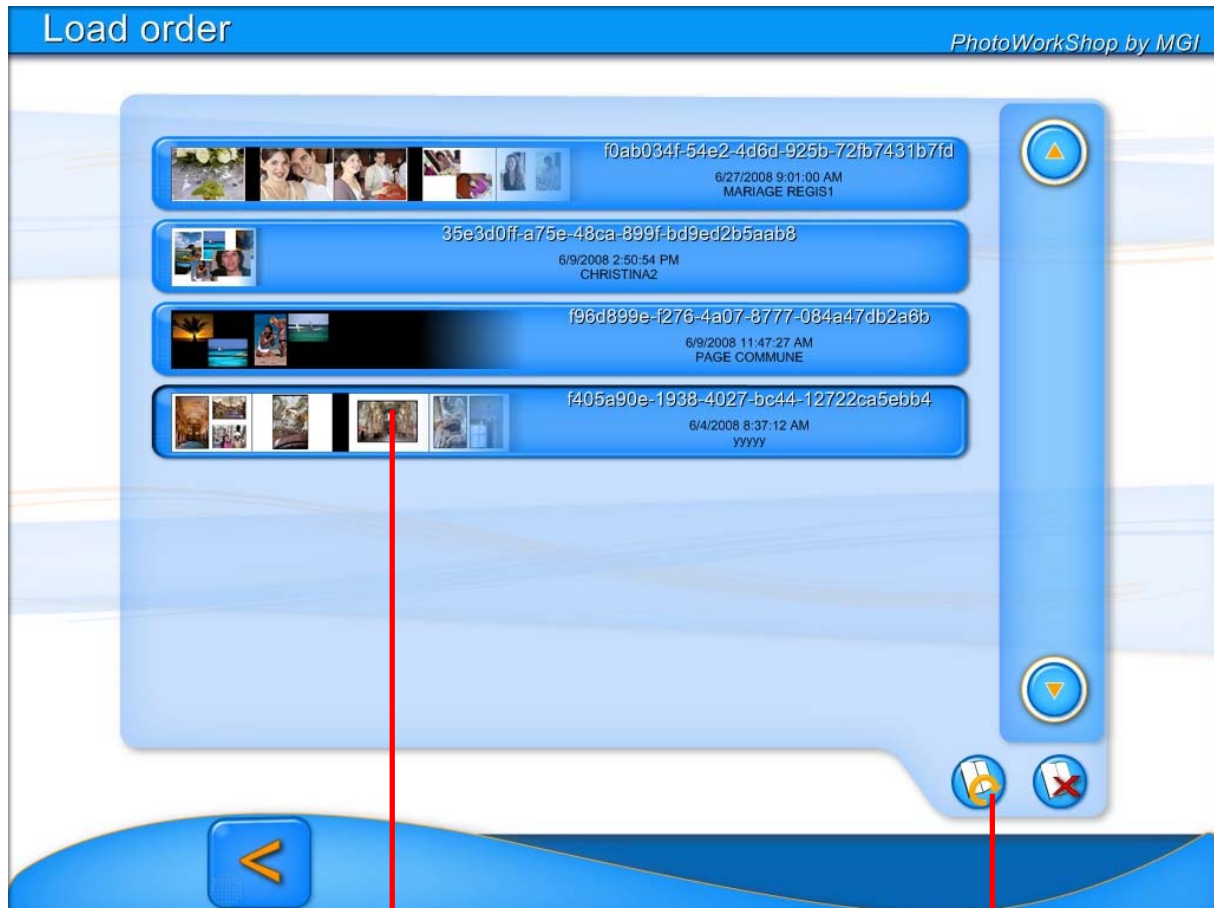 Load order
PhotoWorkShop by MGI
f0ab034f-54e2-4d6d-925b-72fb7431b7fd
6/27/2008 9:01:00 AM
MARIAGE REGIS1
35e3d0ff-a75e-48ca-899f-bd9ed2b5aab8
6/9/2008 2:50:54 PM
CHRISTINA2
f96d899e-f276-4a07-8777-084a47db2a6b
6/9/2008 11:47:27 AM
PAGE COMMUNE
f405a90e-1938-4027-bc44-12722ca5ebb4
6/4/2008 8:37:12 AM
yyyyy
<